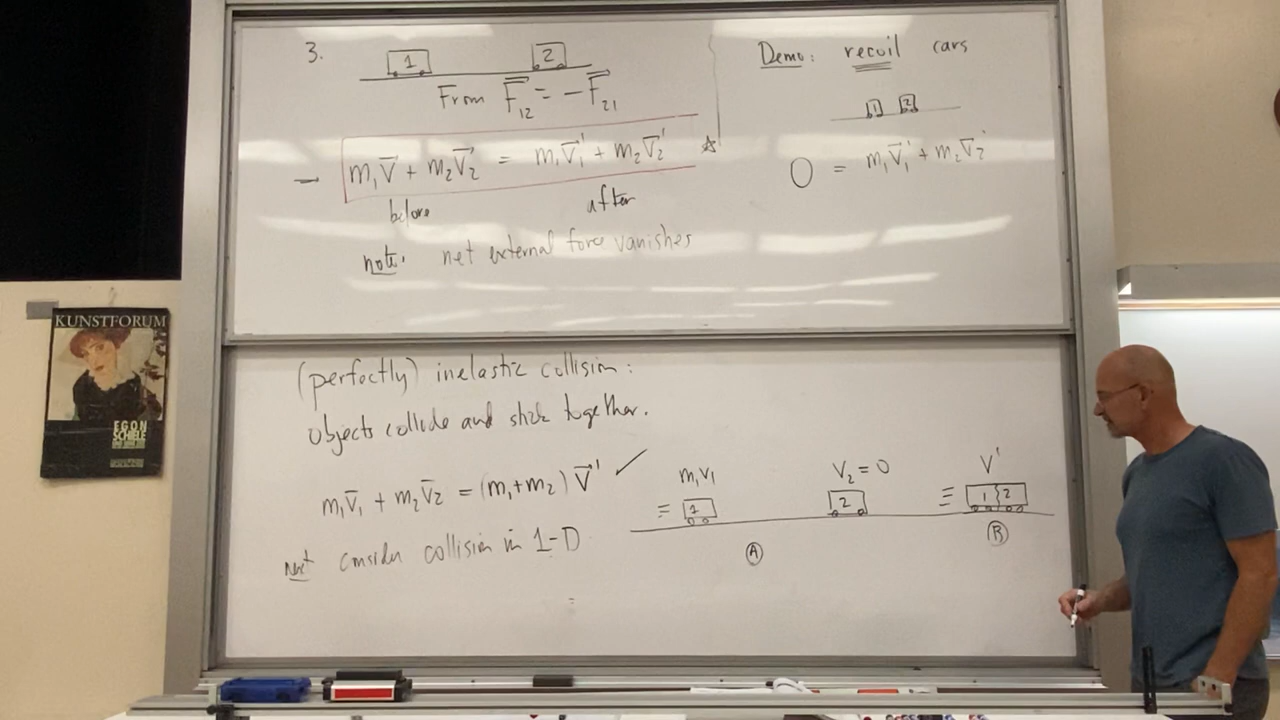 3.
1 2
From F₁₂ = −F₂₁
m₁V̅ + m₂V̅₂' = m₁V̅₁' + m₂V̅₂'
before after
note: net external force vanishes
Demo: recoil cars
1 2
0 = m₁V̅₁' + m₂V̅₂'
(perfectly) inelastic collision:
objects collide and stick together.
m₁V̅₁ + m₂V̅₂ = (m₁+m₂) V̅' ✓
next consider collision in 1-D
m₁V₁ V₂ = 0 V'
1 2 1 2
A B
KUNSTFORUM
EGON
SCHIELE